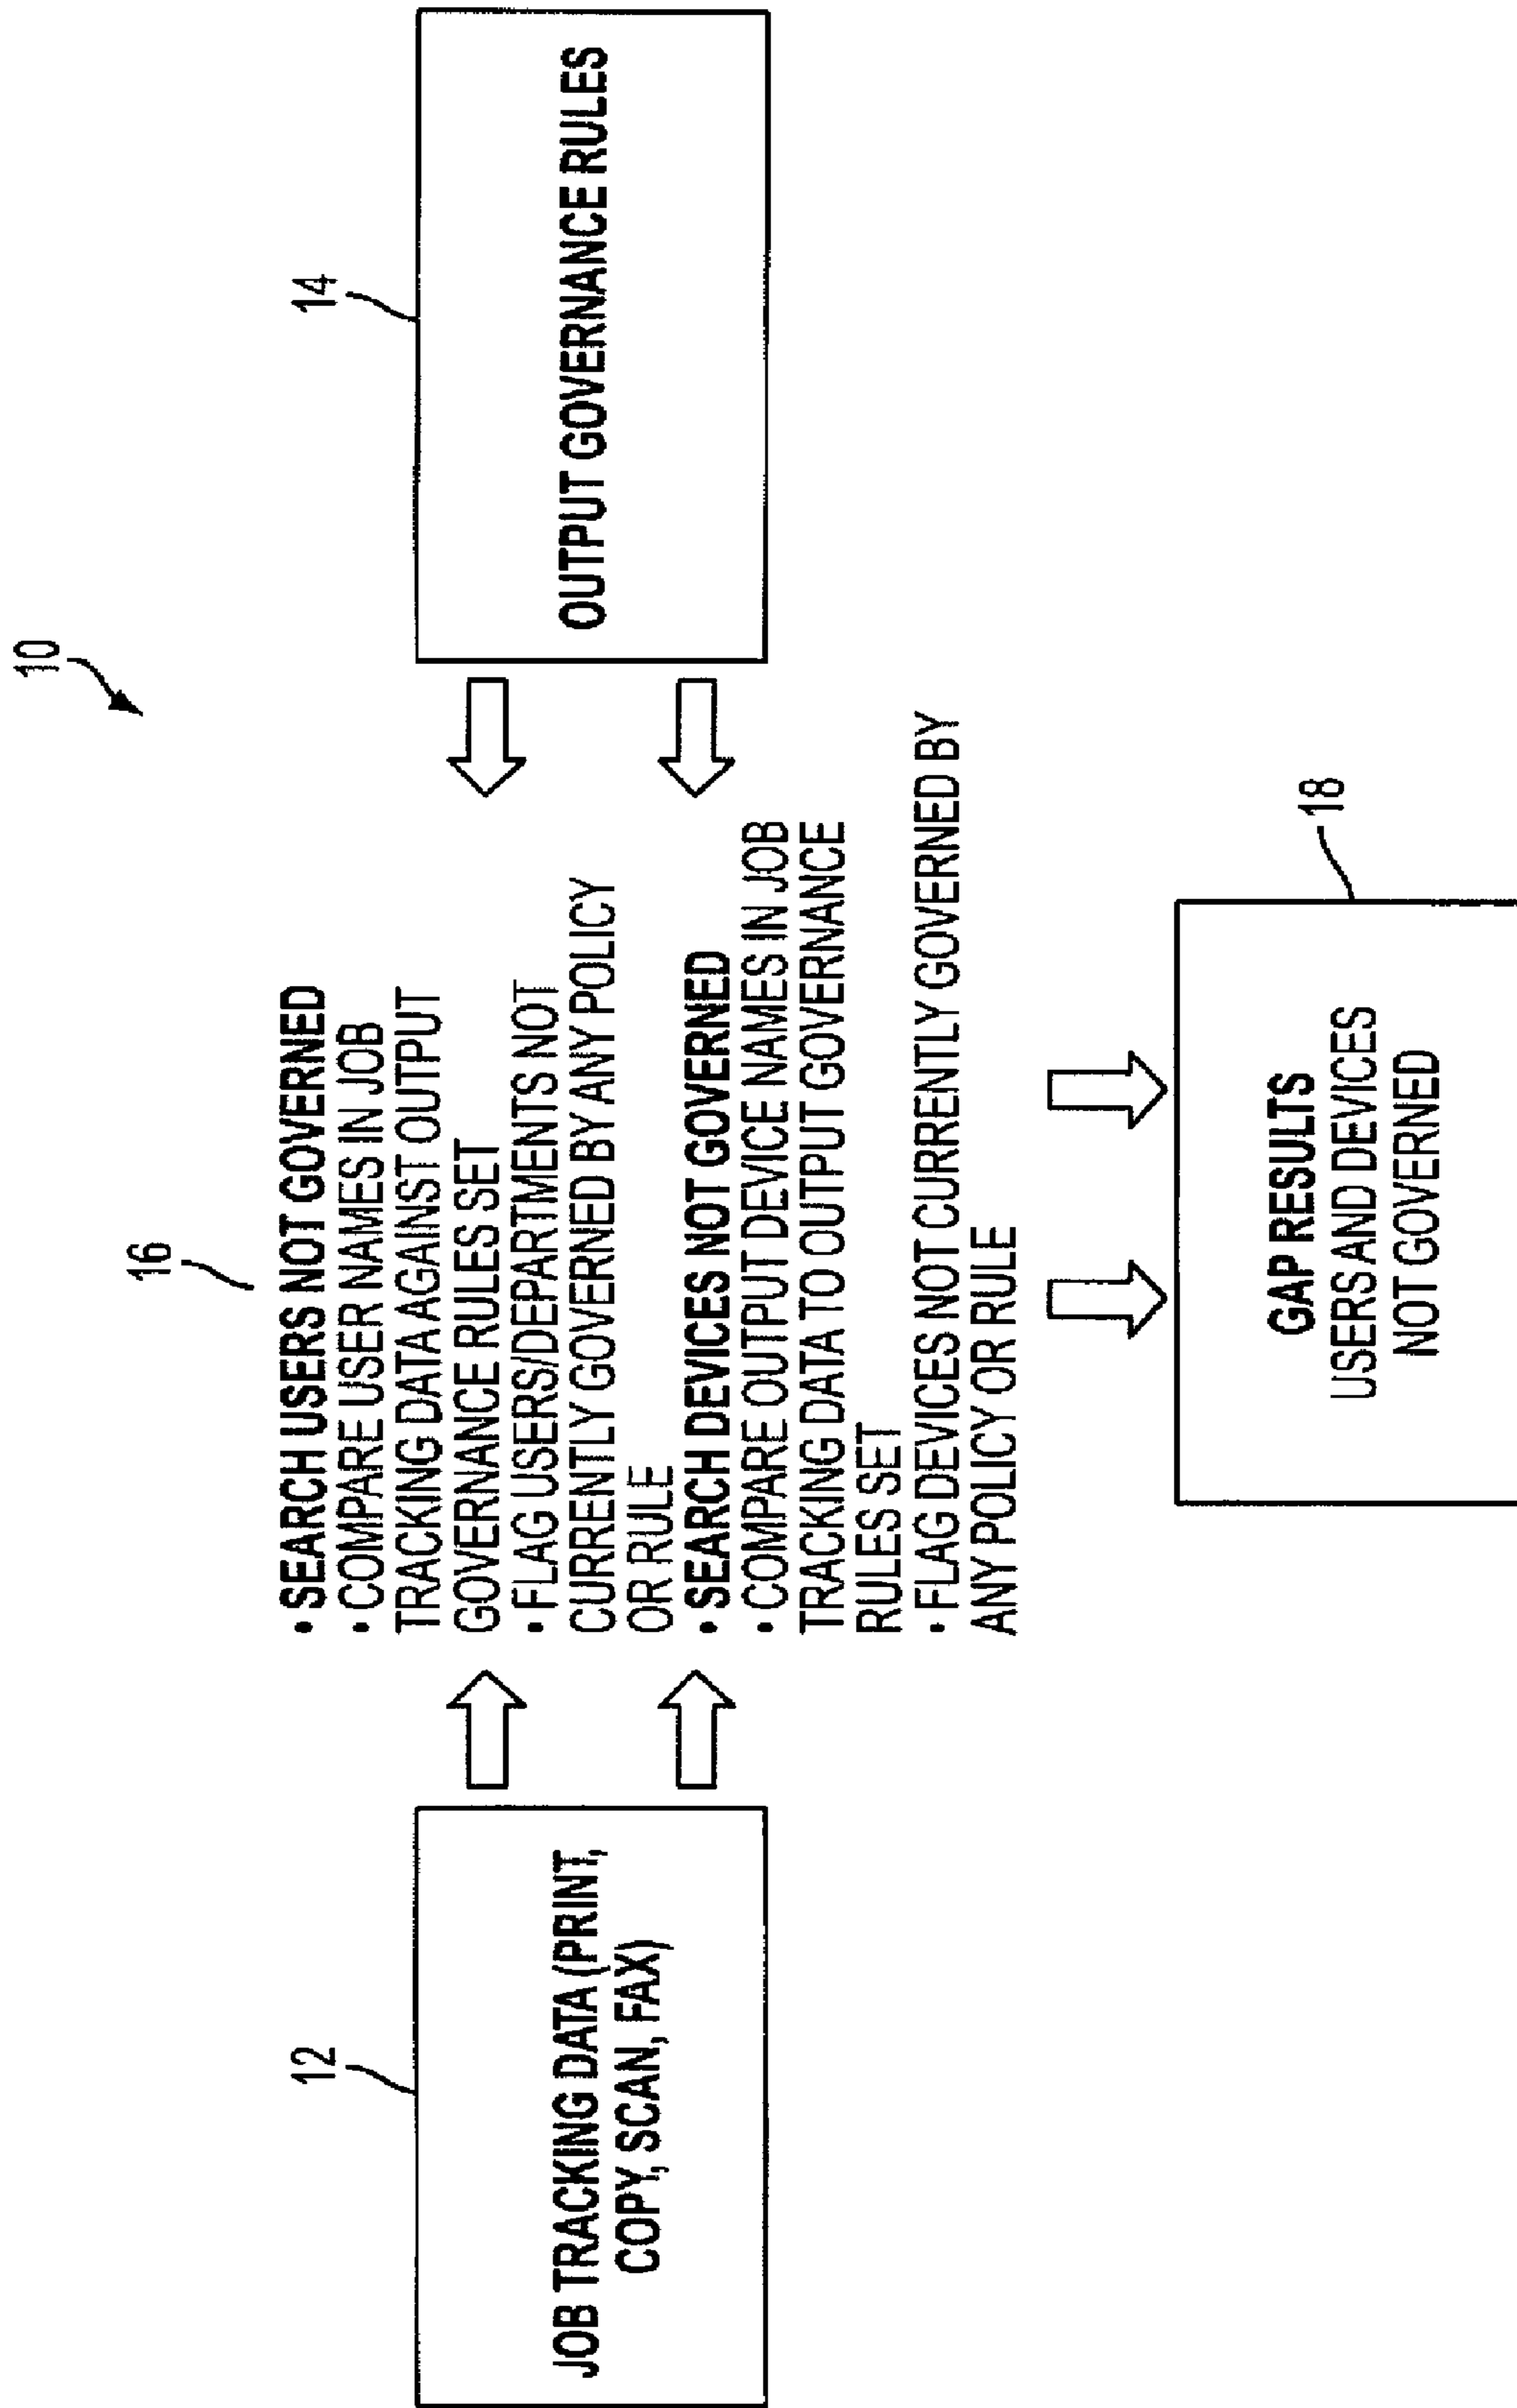 10
12
JOB TRACKING DATA (PRINT,
COPY, SCAN, FAX)
16
• SEARCH USERS NOT GOVERNED
• COMPARE USER NAMES IN JOB
TRACKING DATA AGAINST OUTPUT
GOVERNANCE RULES SET
• FLAG USERS/DEPARTMENTS NOT
CURRENTLY GOVERNED BY ANY POLICY
OR RULE
• SEARCH DEVICES NOT GOVERNED
• COMPARE OUTPUT DEVICE NAMES IN JOB
TRACKING DATA TO OUTPUT GOVERNANCE
RULES SET
• FLAG DEVICES NOT CURRENTLY GOVERNED BY
ANY POLICY OR RULE
14
OUTPUT GOVERNANCE RULES
18
GAP RESULTS
USERS AND DEVICES
NOT GOVERNED